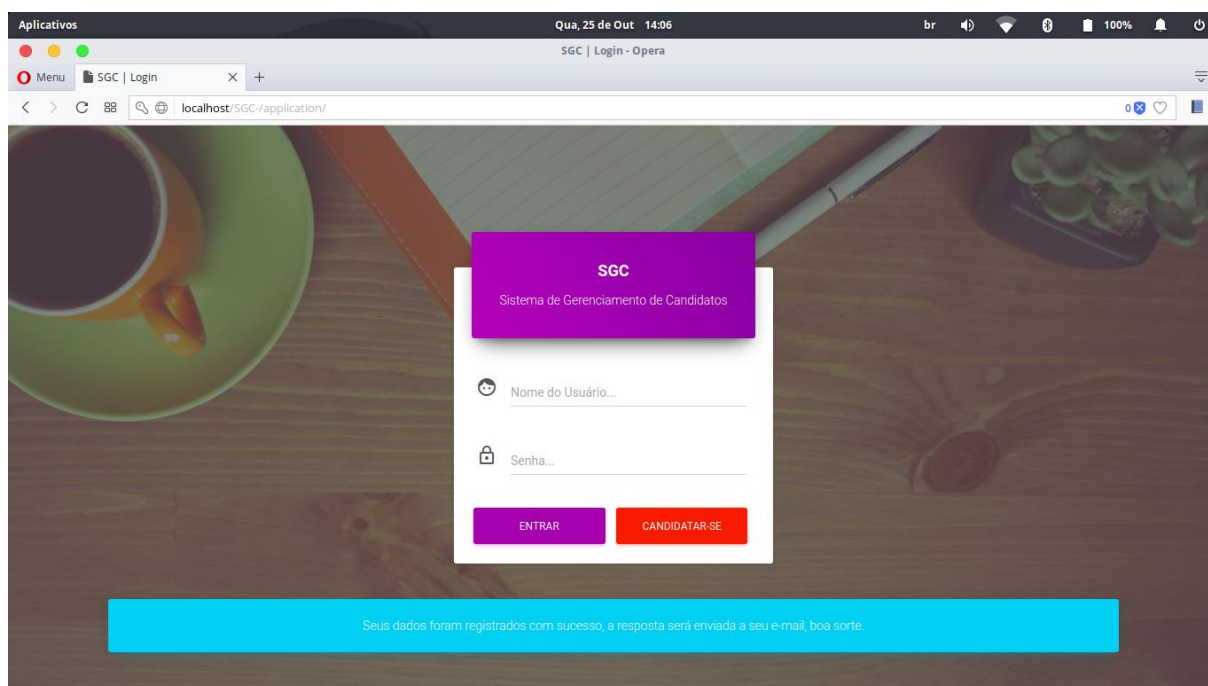 Aplicativos
Qua, 25 de Out 14:06
br
100%
SGC | Login - Opera
Menu
SGC | Login
localhost/SGC-/application/
0
SGC
Sistema de Gerenciamento de Candidatos
Nome do Usuário...
Senha...
ENTRAR
CANDIDATAR-SE
Seus dados foram registrados com sucesso, a resposta será enviada a seu e-mail, boa sorte.